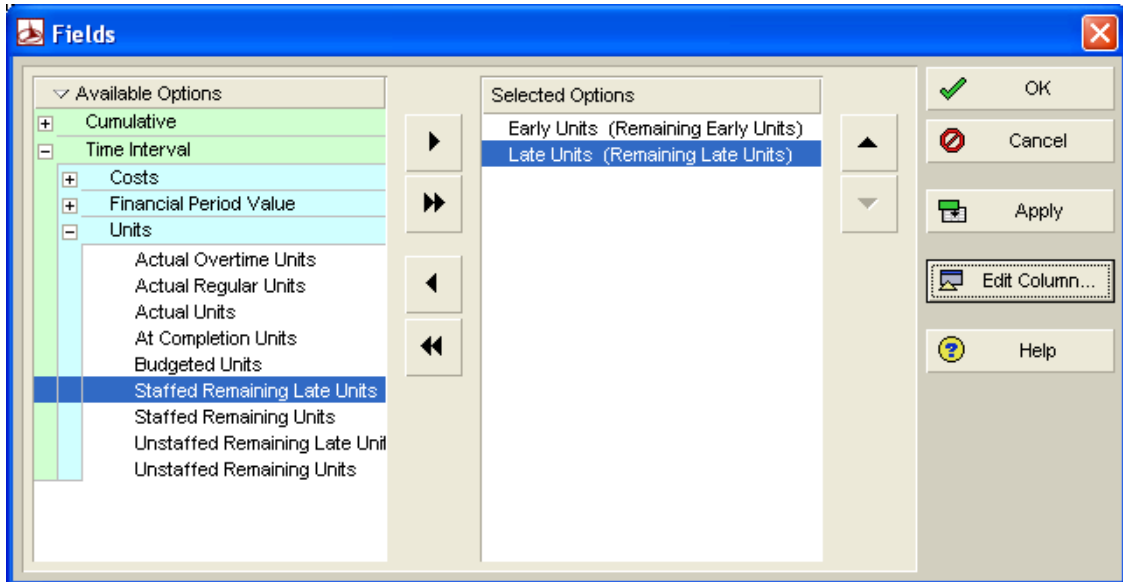 Fields
Available Options
Cumulative
Time Interval
Costs
Financial Period Value
Units
Actual Overtime Units
Actual Regular Units
Actual Units
At Completion Units
Budgeted Units
Staffed Remaining Late Units
Staffed Remaining Units
Unstaffed Remaining Late Unit
Unstaffed Remaining Units
Selected Options
Early Units (Remaining Early Units)
Late Units (Remaining Late Units)
OK
Cancel
Apply
Edit Column...
Help